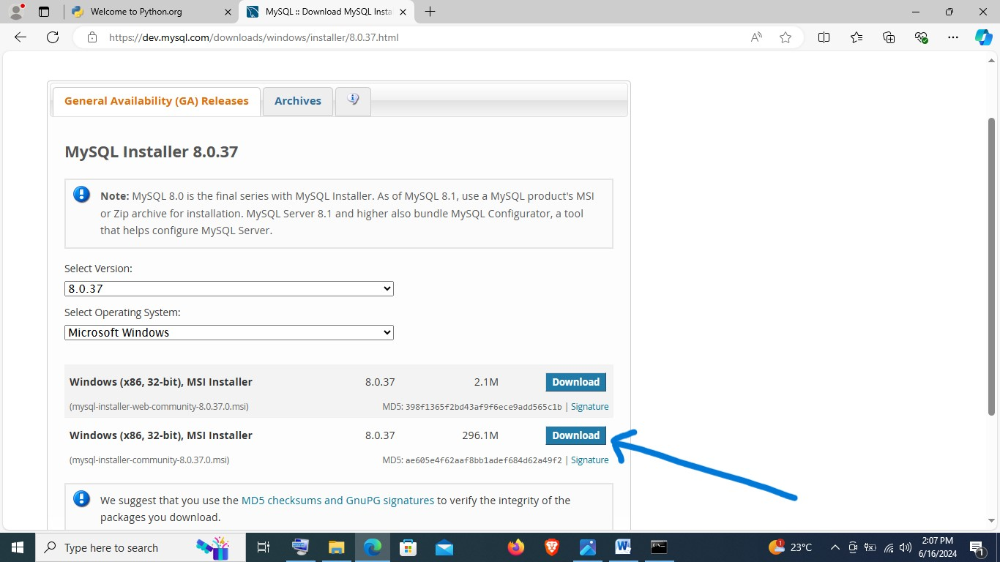 Welcome to Python.org
MySQL :: Download MySQL Insta
https://dev.mysql.com/downloads/windows/installer/8.0.37.html
General Availability (GA) Releases
Archives
MySQL Installer 8.0.37
Note: MySQL 8.0 is the final series with MySQL Installer. As of MySQL 8.1, use a MySQL product's MSI
or Zip archive for installation. MySQL Server 8.1 and higher also bundle MySQL Configurator, a tool
that helps configure MySQL Server.
Select Version:
8.0.37
Select Operating System:
Microsoft Windows
Windows (x86, 32-bit), MSI Installer 8.0.37 2.1M Download
(mysql-installer-web-community-8.0.37.0.msi) MD5: 398f1365f2bd43af9f6ece9add565c1b | Signature
Windows (x86, 32-bit), MSI Installer 8.0.37 296.1M Download
(mysql-installer-community-8.0.37.0.msi) MD5: ae605e4f62aaf8bb1adef684d62a49f2 | Signature
We suggest that you use the MD5 checksums and GnuPG signatures to verify the integrity of the
packages you download.
Type here to search
1
23°C
2:07 PM
6/16/2024
1